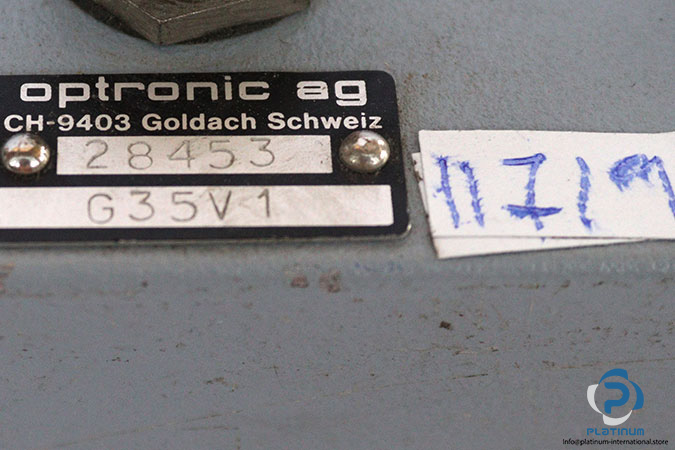 optronic ag
CH-9403 Goldach Schweiz
28453
G35V1
PLATINUM
info@platinum-international.store